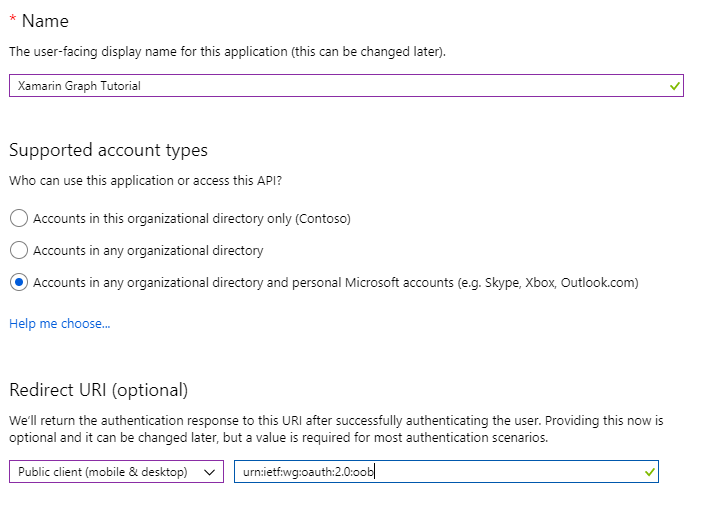 * Name
The user-facing display name for this application (this can be changed later).
Xamarin Graph Tutorial
Supported account types
Who can use this application or access this API?
Accounts in this organizational directory only (Contoso)
Accounts in any organizational directory
Accounts in any organizational directory and personal Microsoft accounts (e.g. Skype, Xbox, Outlook.com)
Help me choose...
Redirect URI (optional)
We'll return the authentication response to this URI after successfully authenticating the user. Providing this now is
optional and it can be changed later, but a value is required for most authentication scenarios.
Public client (mobile & desktop) urn:ietf:wg:oauth:2.0:oob